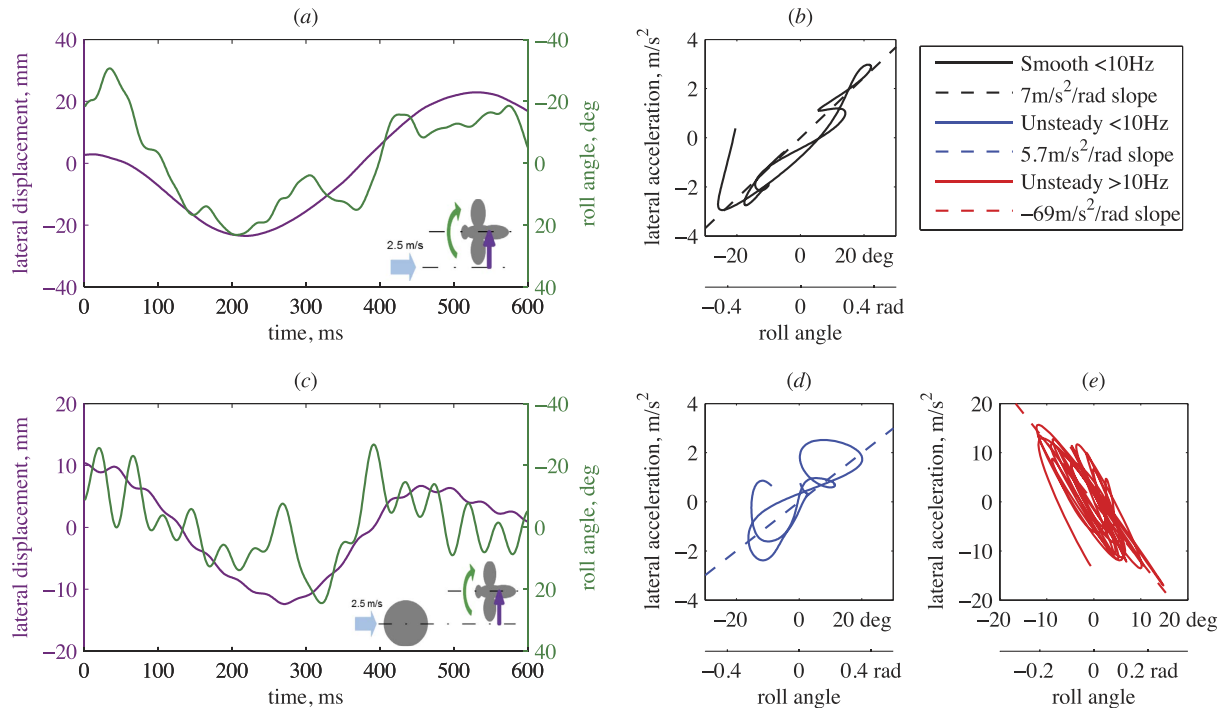 (a)
lateral displacement, mm
40
20
0
−20
−40
−40
−20
0
20
40
roll angle, deg
2.5 m/s
0 100 200 300 400 500 600
time, ms
(b)
lateral acceleration, m/s²
4
2
0
−2
−4
−20 0 20 deg
−0.4 0 0.4 rad
roll angle
Smooth <10Hz
7m/s²/rad slope
Unsteady <10Hz
5.7m/s²/rad slope
Unsteady >10Hz
−69m/s²/rad slope
(c)
lateral displacement, mm
20
10
0
−10
−20
−40
−20
0
20
40
roll angle, deg
2.5 m/s
0 100 200 300 400 500 600
time, ms
(d)
lateral acceleration, m/s²
4
2
0
−2
−4
−20 0 20 deg
−0.4 0 0.4 rad
roll angle
(e)
lateral acceleration, m/s²
20
10
0
−10
−20
−20 −10 0 10 20 deg
−0.2 0 0.2 rad
roll angle